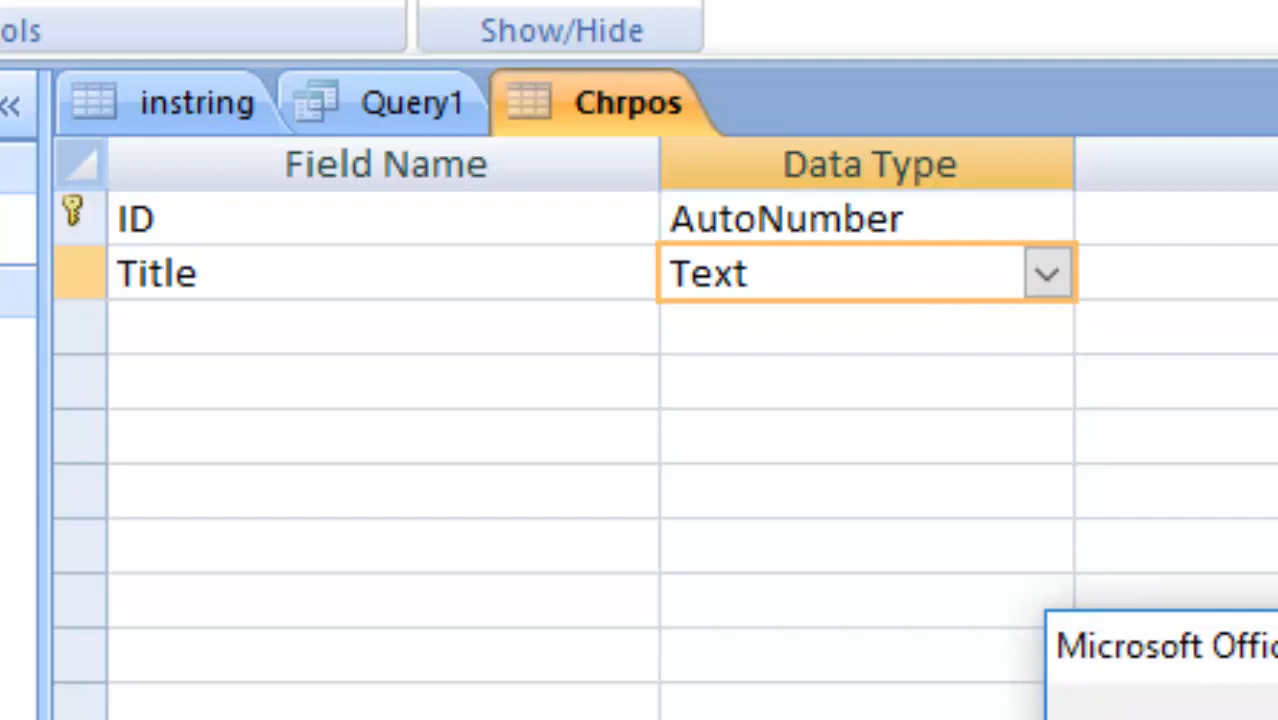 ols
Show/Hide
«
instring
Query1
Chrpos
Field Name
Data Type
ID
AutoNumber
Title
Text
Microsoft Offic